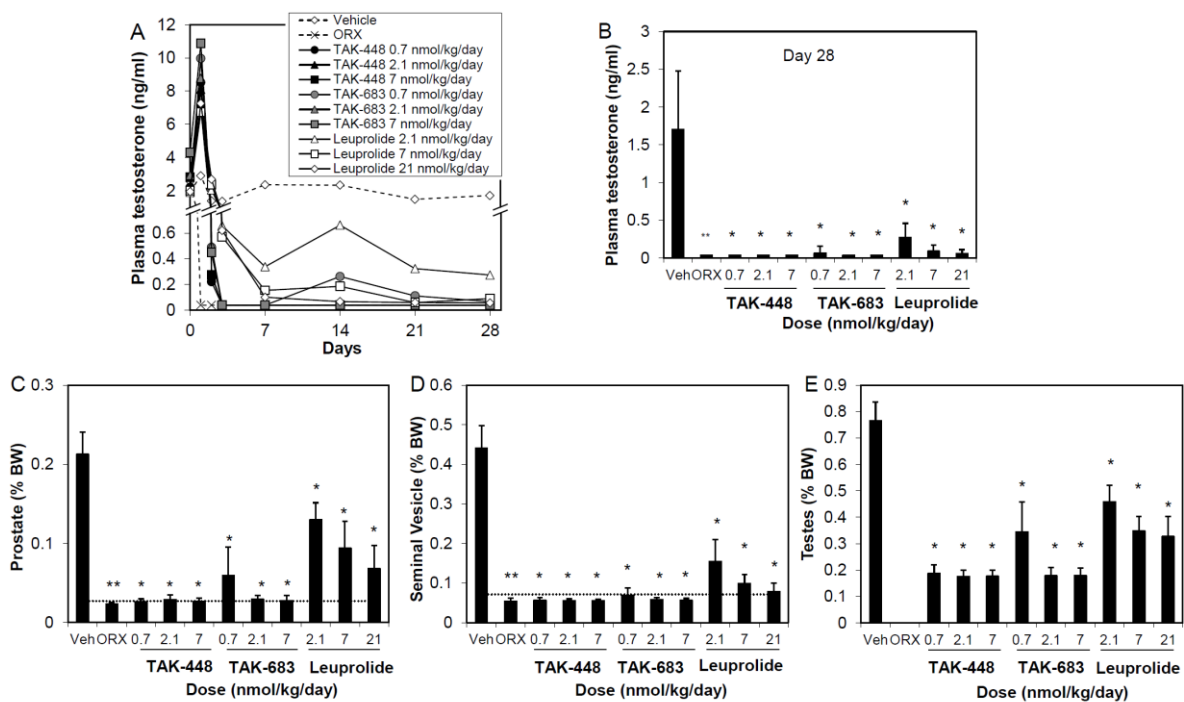 A
Plasma testosterone (ng/ml)
12
10
8
6
4
2
0.6
0.4
0.2
0
0 7 14 21 28
Days
Vehicle
ORX
TAK-448 0.7 nmol/kg/day
TAK-448 2.1 nmol/kg/day
TAK-448 7 nmol/kg/day
TAK-683 0.7 nmol/kg/day
TAK-683 2.1 nmol/kg/day
TAK-683 7 nmol/kg/day
Leuprolide 2.1 nmol/kg/day
Leuprolide 7 nmol/kg/day
Leuprolide 21 nmol/kg/day
B
Plasma testosterone (ng/ml)
3
2.5
2
1.5
1
0.5
0
Day 28
** * * * * * * * * *
Veh ORX 0.7 2.1 7 0.7 2.1 7 2.1 7 21
TAK-448 TAK-683 Leuprolide
Dose (nmol/kg/day)
C
Prostate (% BW)
0.3
0.2
0.1
0
** * * * * * * * * *
Veh ORX 0.7 2.1 7 0.7 2.1 7 2.1 7 21
TAK-448 TAK-683 Leuprolide
Dose (nmol/kg/day)
D
Seminal Vesicle (% BW)
0.6
0.5
0.4
0.3
0.2
0.1
0
** * * * * * * * * *
Veh ORX 0.7 2.1 7 0.7 2.1 7 2.1 7 21
TAK-448 TAK-683 Leuprolide
Dose (nmol/kg/day)
E
Testes (% BW)
0.9
0.8
0.7
0.6
0.5
0.4
0.3
0.2
0.1
0
* * * * * * * * *
Veh ORX 0.7 2.1 7 0.7 2.1 7 2.1 7 21
TAK-448 TAK-683 Leuprolide
Dose (nmol/kg/day)